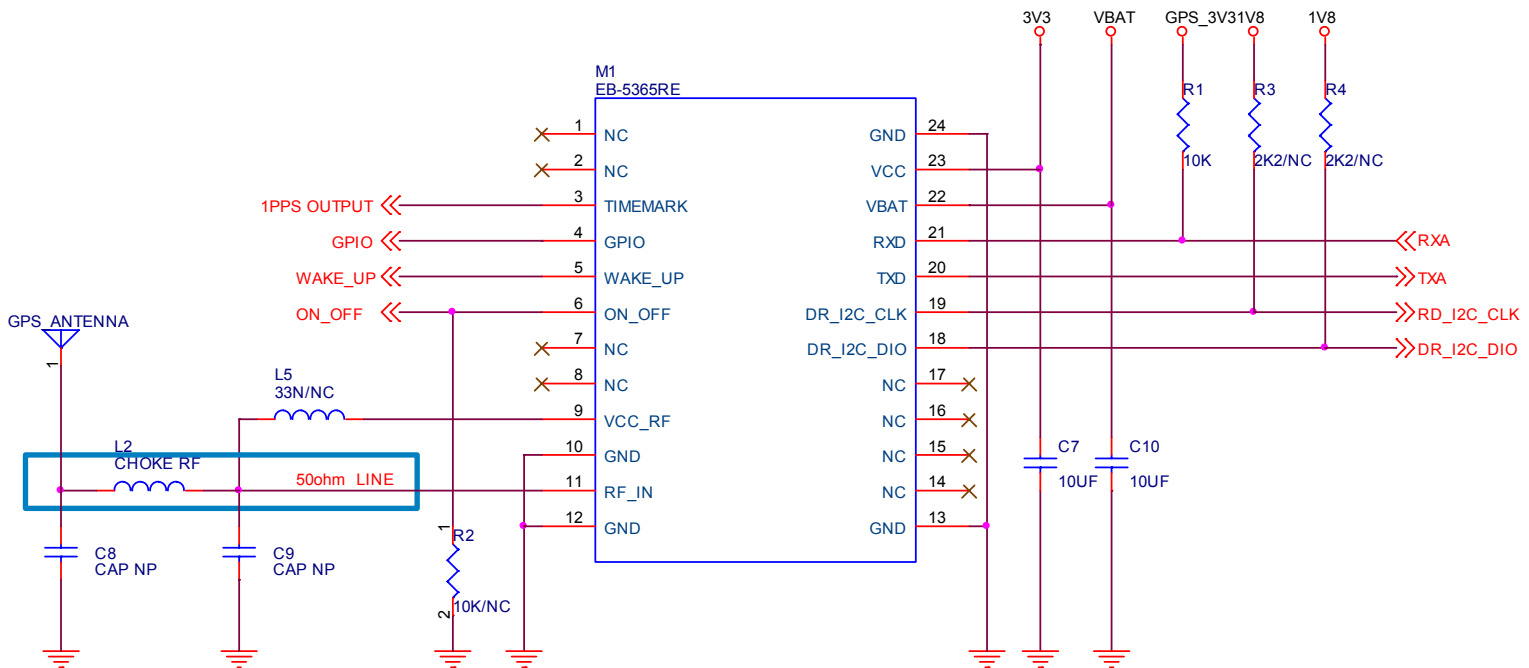 3V3
VBAT
GPS_3V31V8
1V8
M1
EB-5365RE
R1
10K
R3
2K2/NC
R4
2K2/NC
1 NC
2 NC
1PPS OUTPUT 3 TIMEMARK
GPIO 4 GPIO
WAKE_UP 5 WAKE_UP
ON_OFF 6 ON_OFF
7 NC
8 NC
9 VCC_RF
10 GND
11 RF_IN
12 GND
GND 24
VCC 23
VBAT 22
RXD 21 RXA
TXD 20 TXA
DR_I2C_CLK 19 RD_I2C_CLK
DR_I2C_DIO 18 DR_I2C_DIO
NC 17
NC 16
NC 15
NC 14
GND 13
GPS_ANTENNA
1
L5
33N/NC
L2
CHOKE RF
50ohm LINE
C8
CAP NP
C9
CAP NP
1
R2
10K/NC
2
C7
10UF
C10
10UF